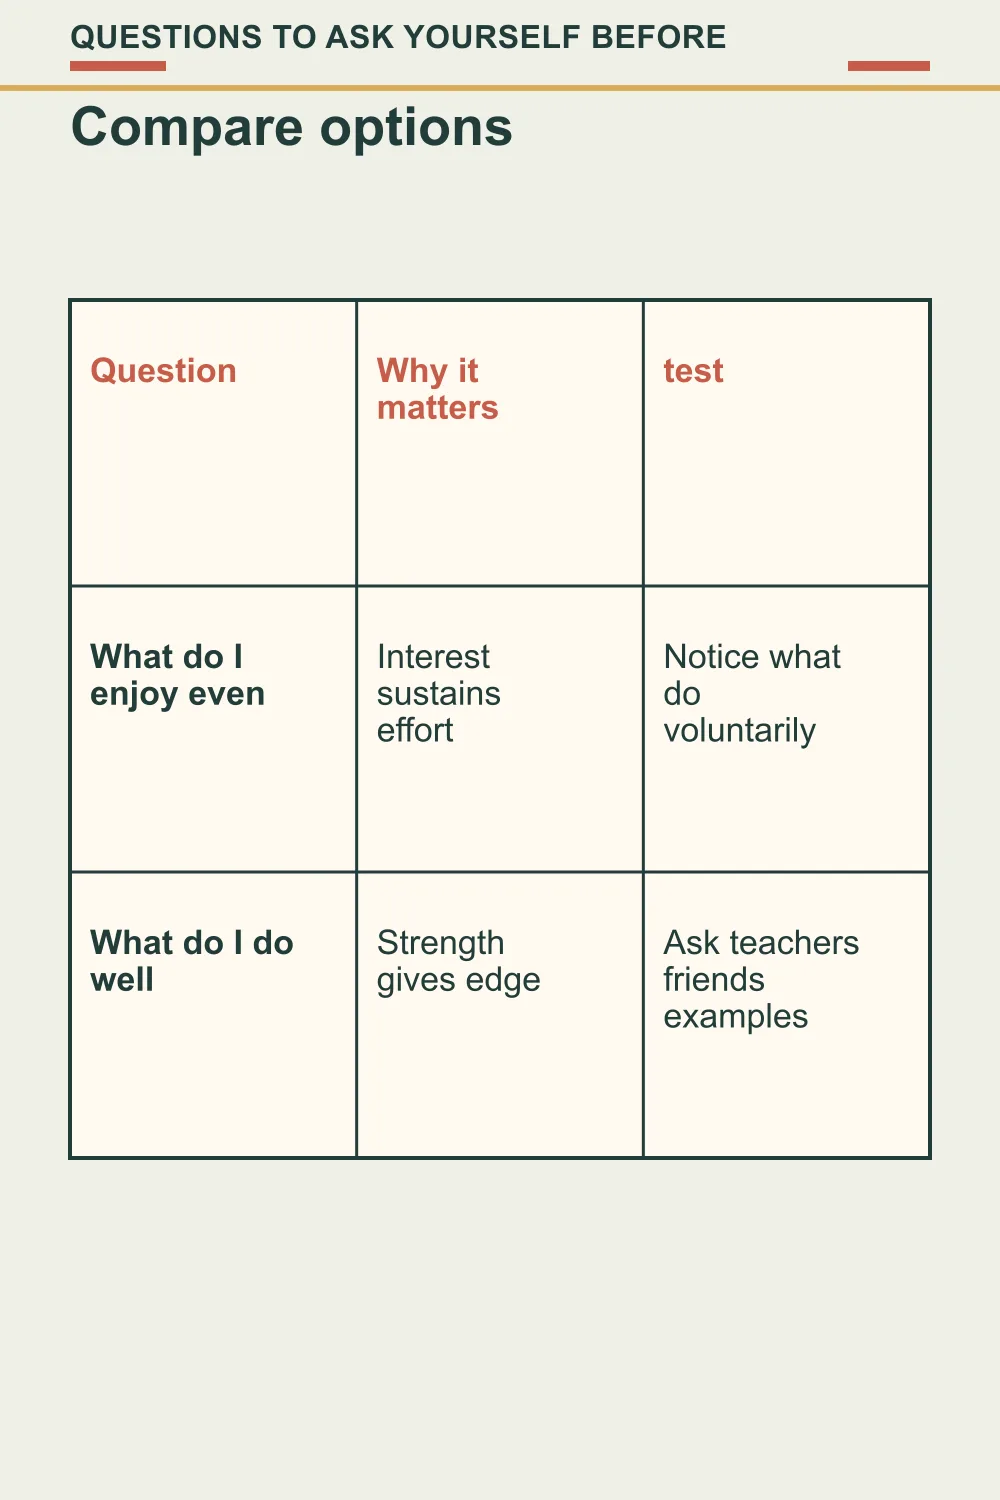 QUESTIONS TO ASK YOURSELF BEFORE
Compare options
Question
Why it
matters
test
What do I
enjoy even
Interest
sustains
effort
Notice what
do
voluntarily
What do I do
well
Strength
gives edge
Ask teachers
friends
examples